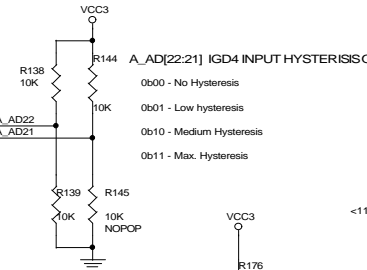 VCC3
R138
10K
R144
10K
A_AD[22:21] IGD4 INPUT HYSTERISIS
0b00 - No Hysteresis
0b01 - Low hysteresis
0b10 - Medium Hysteresis
0b11 - Max. Hysteresis
A_AD22
A_AD21
R139
10K
R145
10K
NOPOP
VCC3
<11
R176